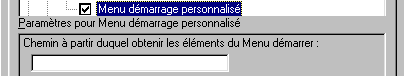 Menu démarrage personnalisé
Paramètres pour Menu démarrage personnalisé
Chemin à partir duquel obtenir les éléments du Menu démarrer :